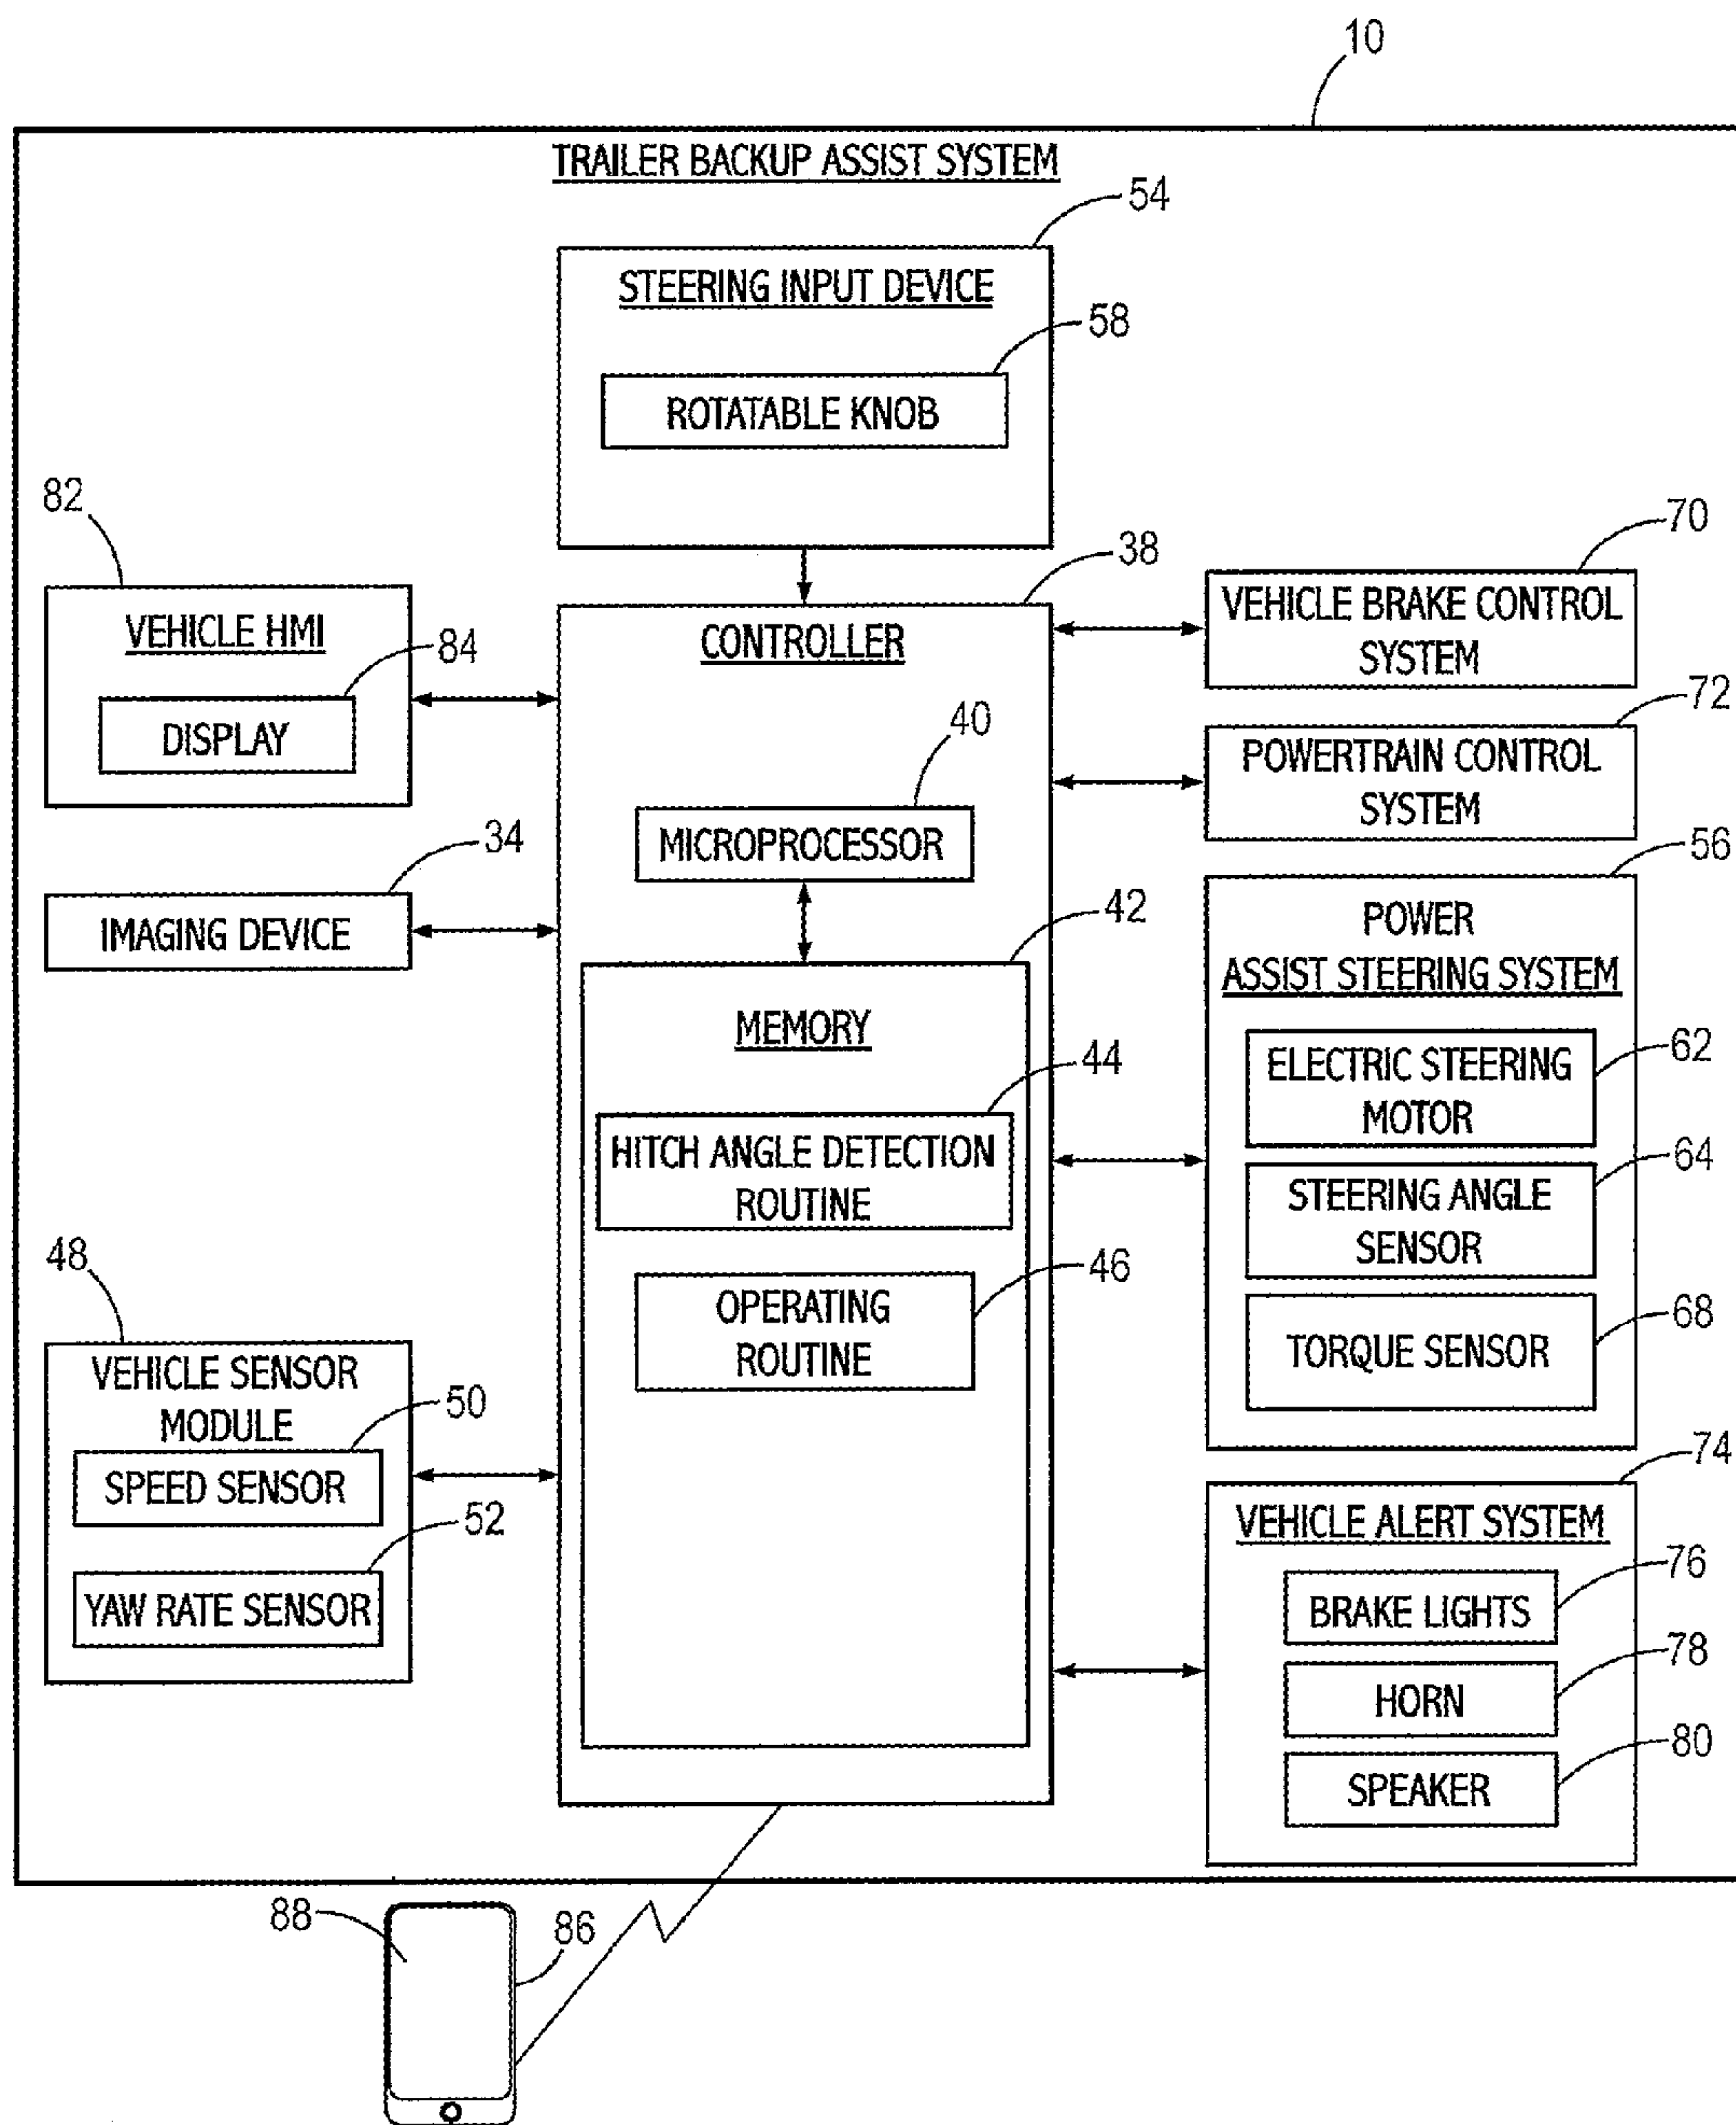 10
TRAILER BACKUP ASSIST SYSTEM
54
STEERING INPUT DEVICE
58
ROTATABLE KNOB
82
VEHICLE HMI
84
DISPLAY
34
IMAGING DEVICE
48
VEHICLE SENSOR
MODULE
50
SPEED SENSOR
52
YAW RATE SENSOR
38
CONTROLLER
40
MICROPROCESSOR
42
MEMORY
44
HITCH ANGLE DETECTION
ROUTINE
46
OPERATING
ROUTINE
70
VEHICLE BRAKE CONTROL
SYSTEM
72
POWERTRAIN CONTROL
SYSTEM
56
POWER
ASSIST STEERING SYSTEM
62
ELECTRIC STEERING
MOTOR
64
STEERING ANGLE
SENSOR
68
TORQUE SENSOR
74
VEHICLE ALERT SYSTEM
76
BRAKE LIGHTS
78
HORN
80
SPEAKER
88
86